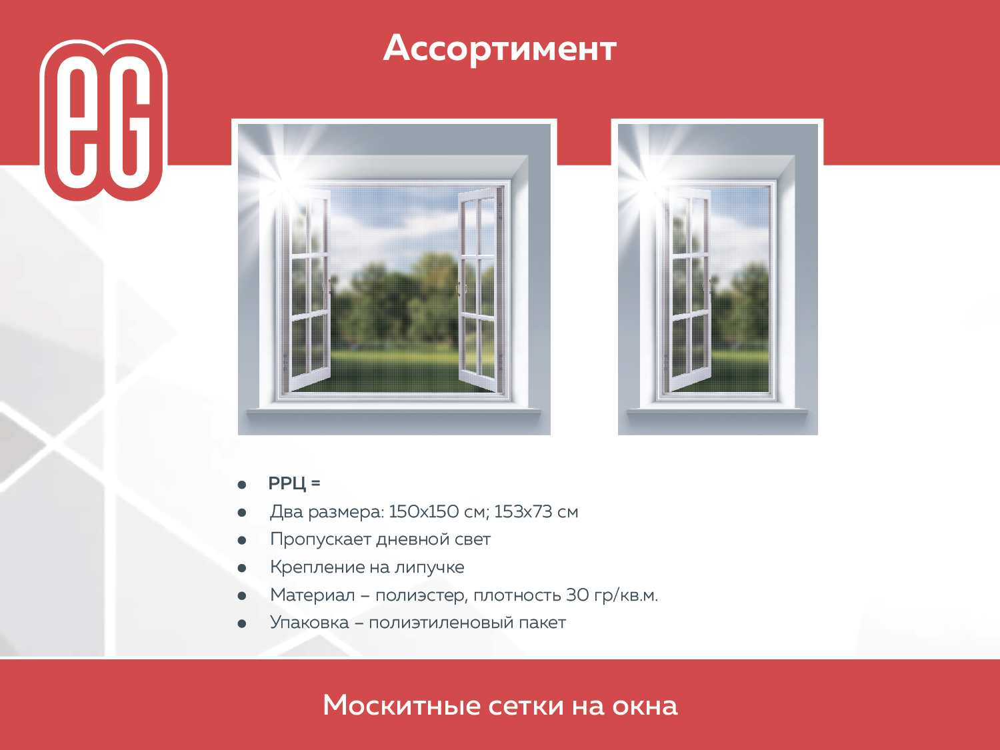 Ассортимент
eG
• РРЦ =
• Два размера: 150х150 см; 153х73 см
• Пропускает дневной свет
• Крепление на липучке
• Материал – полиэстер, плотность 30 гр/кв.м.
• Упаковка – полиэтиленовый пакет
Москитные сетки на окна